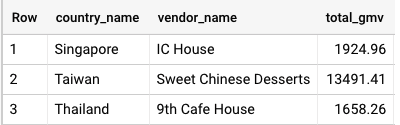 Row country_name vendor_name total_gmv
1 Singapore IC House 1924.96
2 Taiwan Sweet Chinese Desserts 13491.41
3 Thailand 9th Cafe House 1658.26